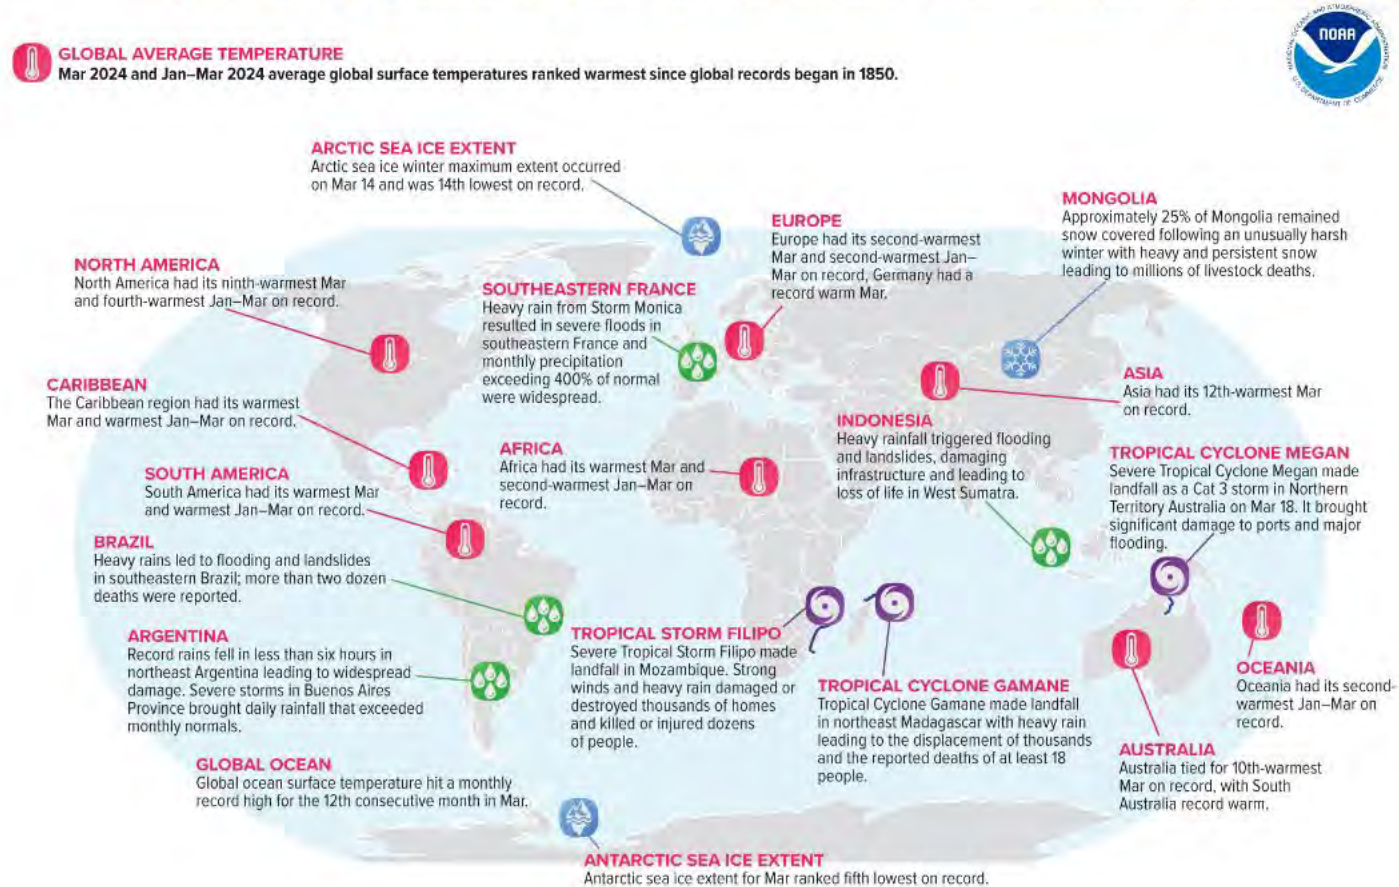 GLOBAL AVERAGE TEMPERATURE
Mar 2024 and Jan–Mar 2024 average global surface temperatures ranked warmest since global records began in 1850.
NATIONAL OCEANIC AND ATMOSPHERIC ADMINISTRATION
NOAA
U.S. DEPARTMENT OF COMMERCE
ARCTIC SEA ICE EXTENT
Arctic sea ice winter maximum extent occurred
on Mar 14 and was 14th lowest on record.
MONGOLIA
Approximately 25% of Mongolia remained
snow covered following an unusually harsh
winter with heavy and persistent snow
leading to millions of livestock deaths.
EUROPE
Europe had its second-warmest
Mar and second-warmest Jan–
Mar on record, Germany had a
record warm Mar.
NORTH AMERICA
North America had its ninth-warmest Mar
and fourth-warmest Jan–Mar on record.
SOUTHEASTERN FRANCE
Heavy rain from Storm Monica
resulted in severe floods in
southeastern France and
monthly precipitation
exceeding 400% of normal
were widespread.
CARIBBEAN
The Caribbean region had its warmest
Mar and warmest Jan–Mar on record.
ASIA
Asia had its 12th-warmest Mar
on record.
INDONESIA
Heavy rainfall triggered flooding
and landslides, damaging
infrastructure and leading to
loss of life in West Sumatra.
AFRICA
Africa had its warmest Mar and
second-warmest Jan–Mar on
record.
TROPICAL CYCLONE MEGAN
Severe Tropical Cyclone Megan made
landfall as a Cat 3 storm in Northern
Territory Australia on Mar 18. It brought
significant damage to ports and major
flooding.
SOUTH AMERICA
South America had its warmest Mar
and warmest Jan–Mar on record.
BRAZIL
Heavy rains led to flooding and landslides
in southeastern Brazil; more than two dozen
deaths were reported.
ARGENTINA
Record rains fell in less than six hours in
northeast Argentina leading to widespread
damage. Severe storms in Buenos Aires
Province brought daily rainfall that exceeded
monthly normals.
TROPICAL STORM FILIPO
Severe Tropical Storm Filipo made
landfall in Mozambique. Strong
winds and heavy rain damaged or
destroyed thousands of homes
and killed or injured dozens
of people.
TROPICAL CYCLONE GAMANE
Tropical Cyclone Gamane made landfall
in northeast Madagascar with heavy rain
leading to the displacement of thousands
and the reported deaths of at least 18
people.
OCEANIA
Oceania had its second-
warmest Jan–Mar on
record.
AUSTRALIA
Australia tied for 10th-warmest
Mar on record, with South
Australia record warm.
GLOBAL OCEAN
Global ocean surface temperature hit a monthly
record high for the 12th consecutive month in Mar.
ANTARCTIC SEA ICE EXTENT
Antarctic sea ice extent for Mar ranked fifth lowest on record.